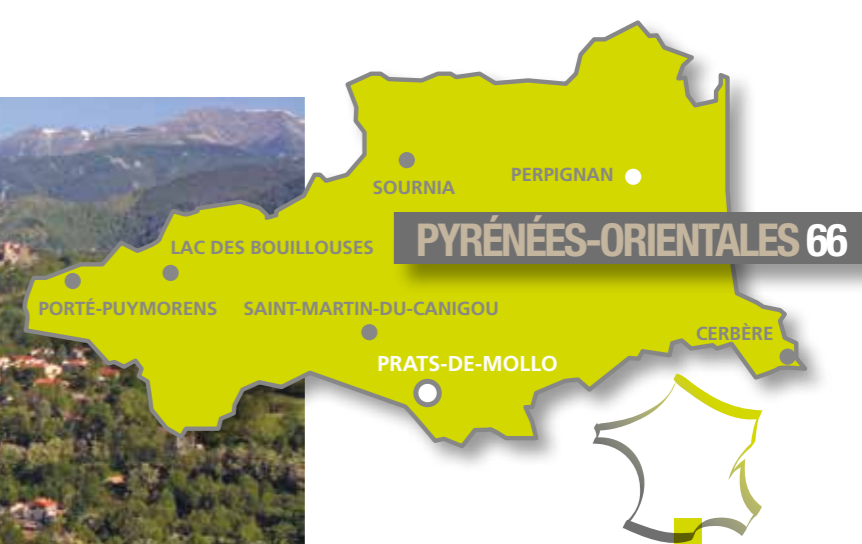 SOURNIA
PERPIGNAN
PYRÉNÉES-ORIENTALES 66
LAC DES BOUILLOUSES
PORTÉ-PUYMORENS
SAINT-MARTIN-DU-CANIGOU
CERBÈRE
PRATS-DE-MOLLO